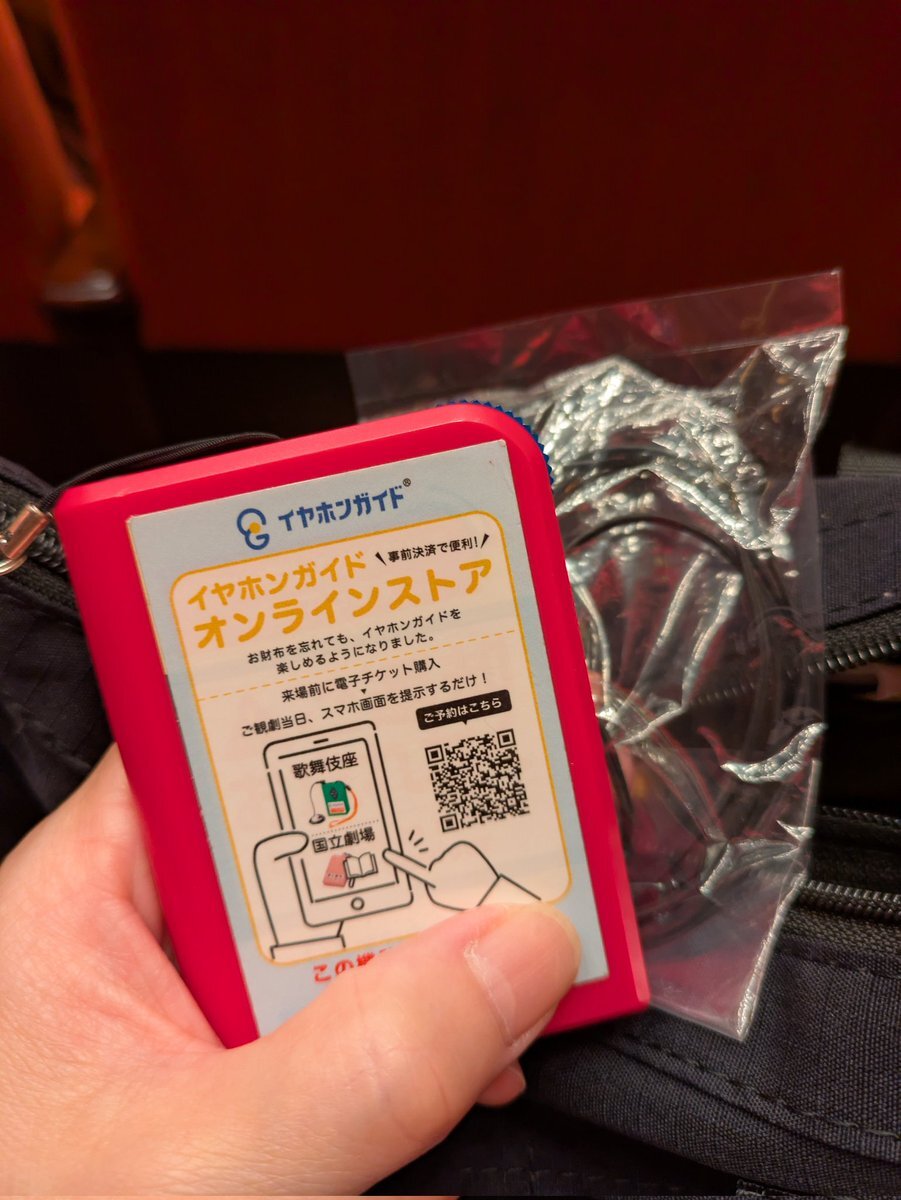 イヤホンガイド®
イヤホンガイド
事前決済で便利!
オンラインストア
お財布を忘れても、イヤホンガイドを
楽しめるようになりました。
来場前に電子チケット購入
ご観劇当日、スマホ画面を提示するだけ!
ご予約はこちら
歌舞伎座
国立劇場
この